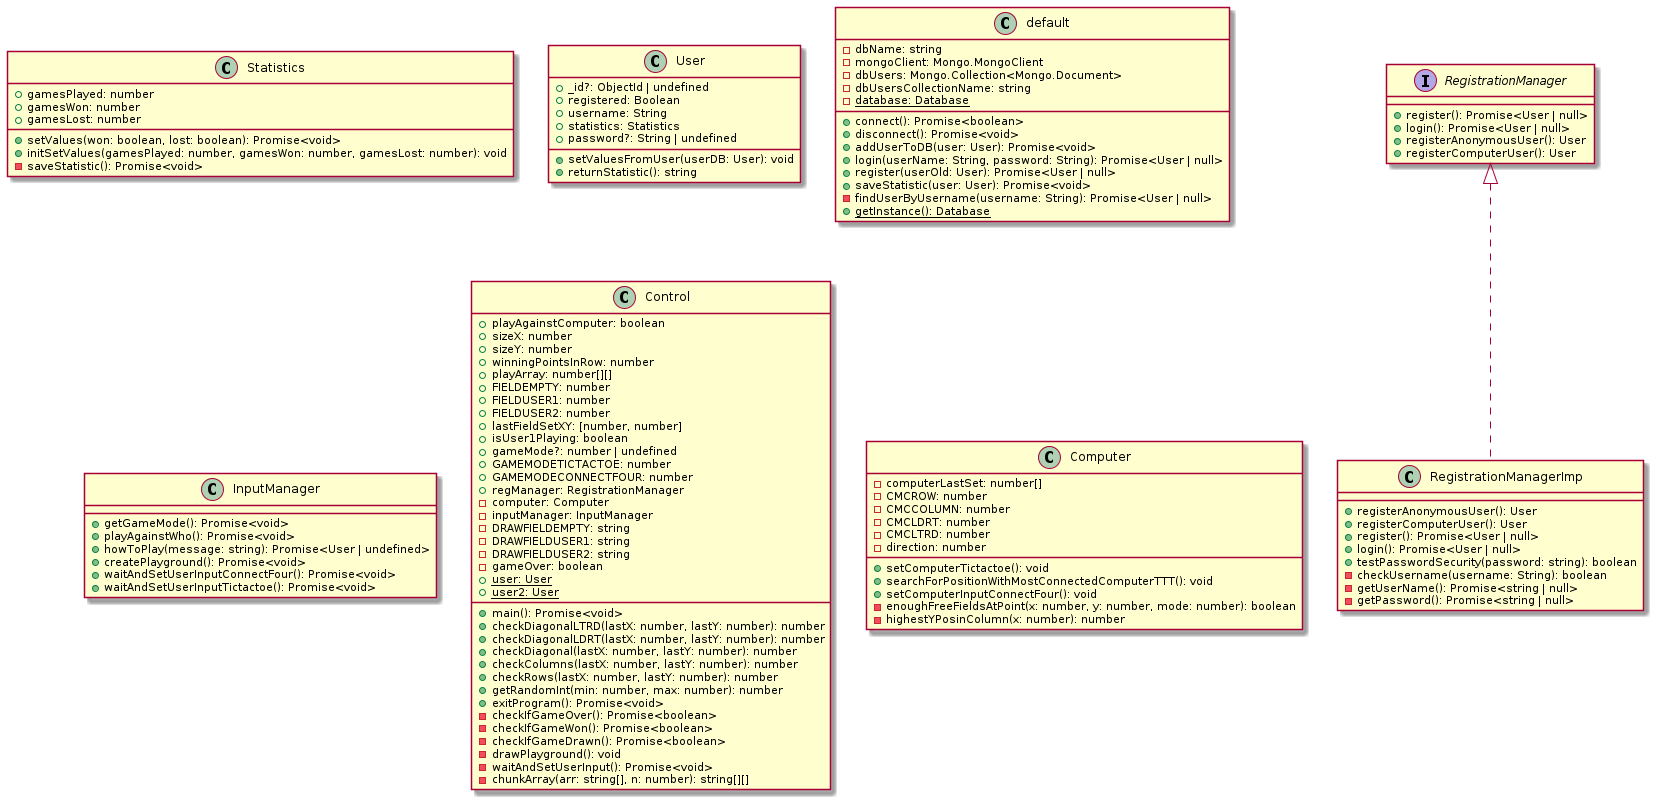 C Statistics
gamesPlayed: number
gamesWon: number
gamesLost: number
setValues(won: boolean, lost: boolean): Promise<void>
initSetValues(gamesPlayed: number, gamesWon: number, gamesLost: number): void
saveStatistic(): Promise<void>
C User
_id?: ObjectId | undefined
registered: Boolean
username: String
statistics: Statistics
password?: String | undefined
setValuesFromUser(userDB: User): void
returnStatistic(): string
C default
dbName: string
mongoClient: Mongo.MongoClient
dbUsers: Mongo.Collection<Mongo.Document>
dbUsersCollectionName: string
database: Database
connect(): Promise<boolean>
disconnect(): Promise<void>
addUserToDB(user: User): Promise<void>
login(userName: String, password: String): Promise<User | null>
register(userOld: User): Promise<User | null>
saveStatistic(user: User): Promise<void>
findUserByUsername(username: String): Promise<User | null>
getInstance(): Database
I RegistrationManager
register(): Promise<User | null>
login(): Promise<User | null>
registerAnonymousUser(): User
registerComputerUser(): User
C InputManager
getGameMode(): Promise<void>
playAgainstWho(): Promise<void>
howToPlay(message: string): Promise<User | undefined>
createPlayground(): Promise<void>
waitAndSetUserInputConnectFour(): Promise<void>
waitAndSetUserInputTictactoe(): Promise<void>
C Control
playAgainstComputer: boolean
sizeX: number
sizeY: number
winningPointsInRow: number
playArray: number[][]
FIELDEMPTY: number
FIELDUSER1: number
FIELDUSER2: number
lastFieldSetXY: [number, number]
isUser1Playing: boolean
gameMode?: number | undefined
GAMEMODETICTACTOE: number
GAMEMODECONNECTFOUR: number
regManager: RegistrationManager
computer: Computer
inputManager: InputManager
DRAWFIELDEMPTY: string
DRAWFIELDUSER1: string
DRAWFIELDUSER2: string
gameOver: boolean
user: User
user2: User
main(): Promise<void>
checkDiagonalLTRD(lastX: number, lastY: number): number
checkDiagonalLDRT(lastX: number, lastY: number): number
checkDiagonal(lastX: number, lastY: number): number
checkColumns(lastX: number, lastY: number): number
checkRows(lastX: number, lastY: number): number
getRandomInt(min: number, max: number): number
exitProgram(): Promise<void>
checkIfGameOver(): Promise<boolean>
checkIfGameWon(): Promise<boolean>
checkIfGameDrawn(): Promise<boolean>
drawPlayground(): void
waitAndSetUserInput(): Promise<void>
chunkArray(arr: string[], n: number): string[][]
C Computer
computerLastSet: number[]
CMCROW: number
CMCCOLUMN: number
CMCLDRT: number
CMCLTRD: number
direction: number
setComputerTictactoe(): void
searchForPositionWithMostConnectedComputerTTT(): void
setComputerInputConnectFour(): void
enoughFreeFieldsAtPoint(x: number, y: number, mode: number): boolean
highestYPosinColumn(x: number): number
C RegistrationManagerImp
registerAnonymousUser(): User
registerComputerUser(): User
register(): Promise<User | null>
login(): Promise<User | null>
testPasswordSecurity(password: string): boolean
checkUsername(username: String): boolean
getUserName(): Promise<string | null>
getPassword(): Promise<string | null>